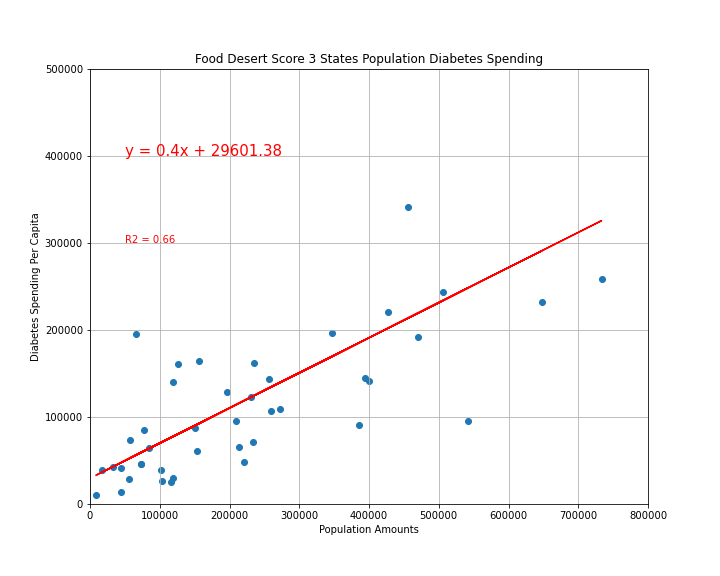 Food Desert Score 3 States Population Diabetes Spending
500000
400000
300000
200000
100000
0
Diabetes Spending Per Capita
y = 0.4x + 29601.38
R2 = 0.66
0 100000 200000 300000 400000 500000 600000 700000 800000
Population Amounts